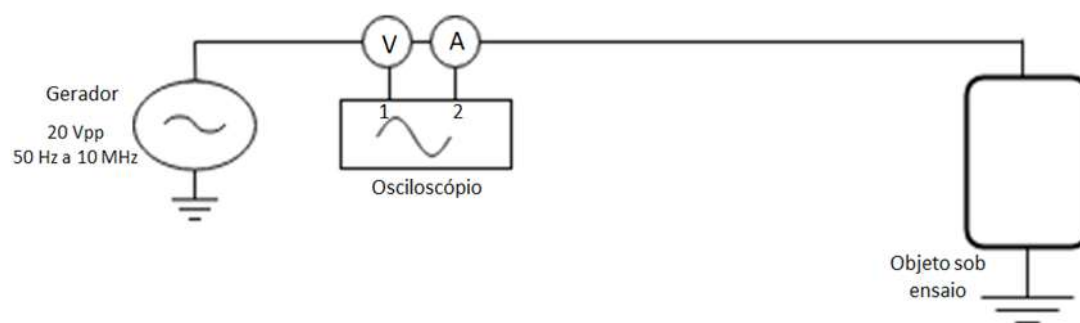 V
A
Gerador
20 Vpp
50 Hz a 10 MHz
1
2
Osciloscópio
Objeto sob
ensaio